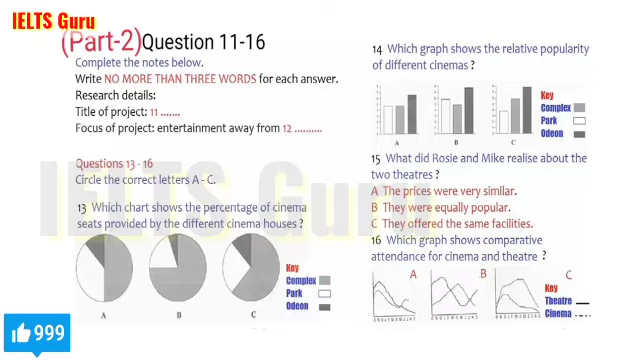 IELTS Guru
(Part-2) Question 11-16
Complete the notes below.
Write NO MORE THAN THREE WORDS for each answer.
Research details:
Title of project: 11 .......
Focus of project: entertainment away from 12 ..........
Questions 13 - 16
Circle the correct letters A - C.
13 Which chart shows the percentage of cinema
seats provided by the different cinema houses ?
Key
Complex
Park
Odeon
A
B
C
999
14 Which graph shows the relative popularity
of different cinemas ?
Key
Complex
Park
Odeon
A
B
C
15 What did Rosie and Mike realise about the
two theatres ?
A The prices were very similar.
B They were equally popular.
C They offered the same facilities.
16 Which graph shows comparative
attendance for cinema and theatre ?
A
B
C
Key
Theatre
Cinema
IELTS Guru